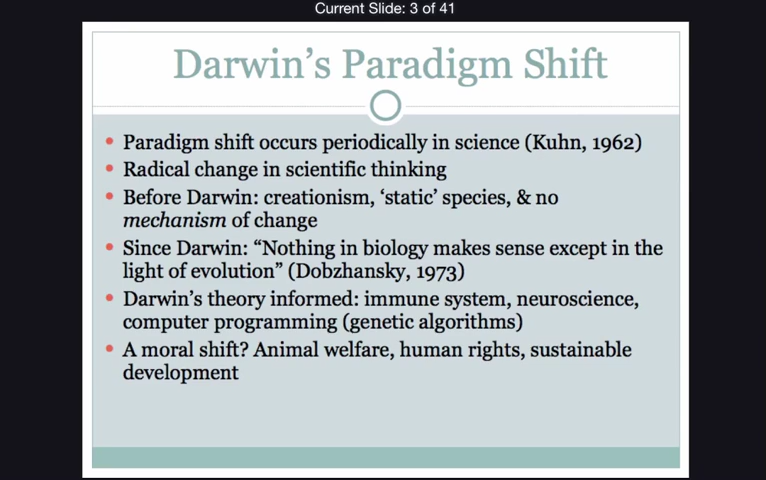 Current Slide: 3 of 41
Darwin's Paradigm Shift
• Paradigm shift occurs periodically in science (Kuhn, 1962)
• Radical change in scientific thinking
• Before Darwin: creationism, 'static' species, & no
mechanism of change
• Since Darwin: “Nothing in biology makes sense except in the
light of evolution” (Dobzhansky, 1973)
• Darwin's theory informed: immune system, neuroscience,
computer programming (genetic algorithms)
• A moral shift? Animal welfare, human rights, sustainable
development